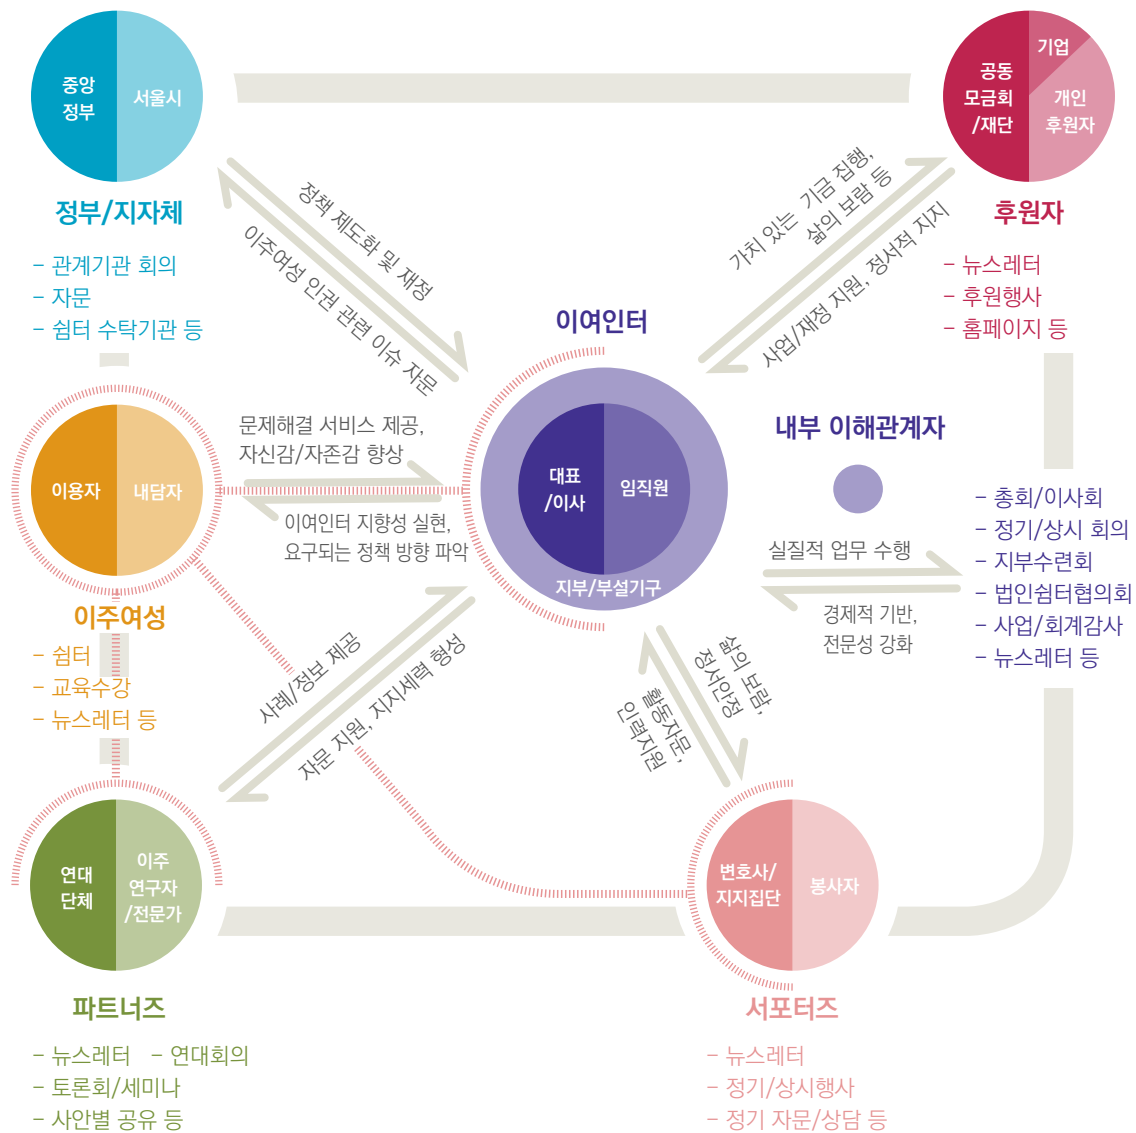 중앙
정부
서울시
정부/지자체
- 관계기관 회의
- 자문
- 쉼터 수탁기관 등
기업
공동
모금회
/재단
개인
후원자
후원자
- 뉴스레터
- 후원행사
- 홈페이지 등
정책 제도화 및 재정
이주여성 인권 관련 이슈 자문
가치 있는 기금 집행,
삶의 보람 등
사업/재정 지원, 정서적 지지
이여인터
대표
/이사
임직원
지부/부설기구
내부 이해관계자
- 총회/이사회
- 정기/상시 회의
- 지부수련회
- 법인쉼터협의회
- 사업/회계감사
- 뉴스레터 등
실질적 업무 수행
경제적 기반,
전문성 강화
문제해결 서비스 제공,
자신감/자존감 향상
이여인터 지향성 실현,
요구되는 정책 방향 파악
이용자
내담자
이주여성
- 쉼터
- 교육수강
- 뉴스레터 등
사례/정보 제공
자문 지원, 지지세력 형성
삶의 보람,
정서안정
활동자문,
인력지원
연대
단체
이주
연구자
/전문가
파트너즈
- 뉴스레터 - 연대회의
- 토론회/세미나
- 사안별 공유 등
변호사/
지지집단
봉사자
서포터즈
- 뉴스레터
- 정기/상시행사
- 정기 자문/상담 등